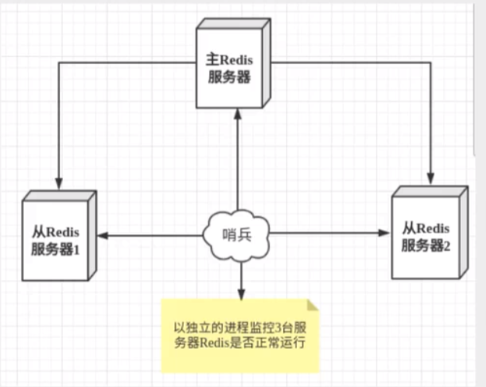 主Redis
服务器
从Redis
服务器1
哨兵
从Redis
服务器2
以独立的进程监控3台服
务器Redis是否正常运行